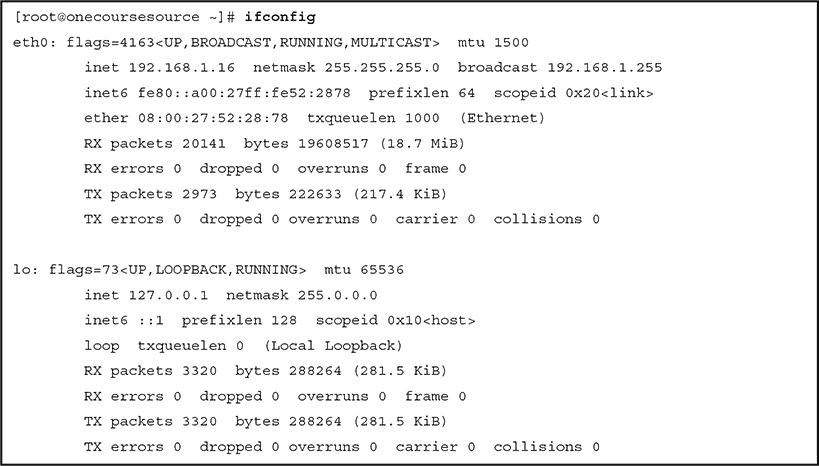 [root@onecoursesource ~]# ifconfig
eth0: flags=4163<UP,BROADCAST,RUNNING,MULTICAST>  mtu 1500
        inet 192.168.1.16  netmask 255.255.255.0  broadcast 192.168.1.255
        inet6 fe80::a00:27ff:fe52:2878  prefixlen 64  scopeid 0x20<link>
        ether 08:00:27:52:28:78  txqueuelen 1000  (Ethernet)
        RX packets 20141  bytes 19608517 (18.7 MiB)
        RX errors 0  dropped 0  overruns 0  frame 0
        TX packets 2973  bytes 222633 (217.4 KiB)
        TX errors 0  dropped 0 overruns 0  carrier 0  collisions 0

lo: flags=73<UP,LOOPBACK,RUNNING>  mtu 65536
        inet 127.0.0.1  netmask 255.0.0.0
        inet6 ::1  prefixlen 128  scopeid 0x10<host>
        loop  txqueuelen 0  (Local Loopback)
        RX packets 3320  bytes 288264 (281.5 KiB)
        RX errors 0  dropped 0  overruns 0  frame 0
        TX packets 3320  bytes 288264 (281.5 KiB)
        TX errors 0  dropped 0 overruns 0  carrier 0  collisions 0